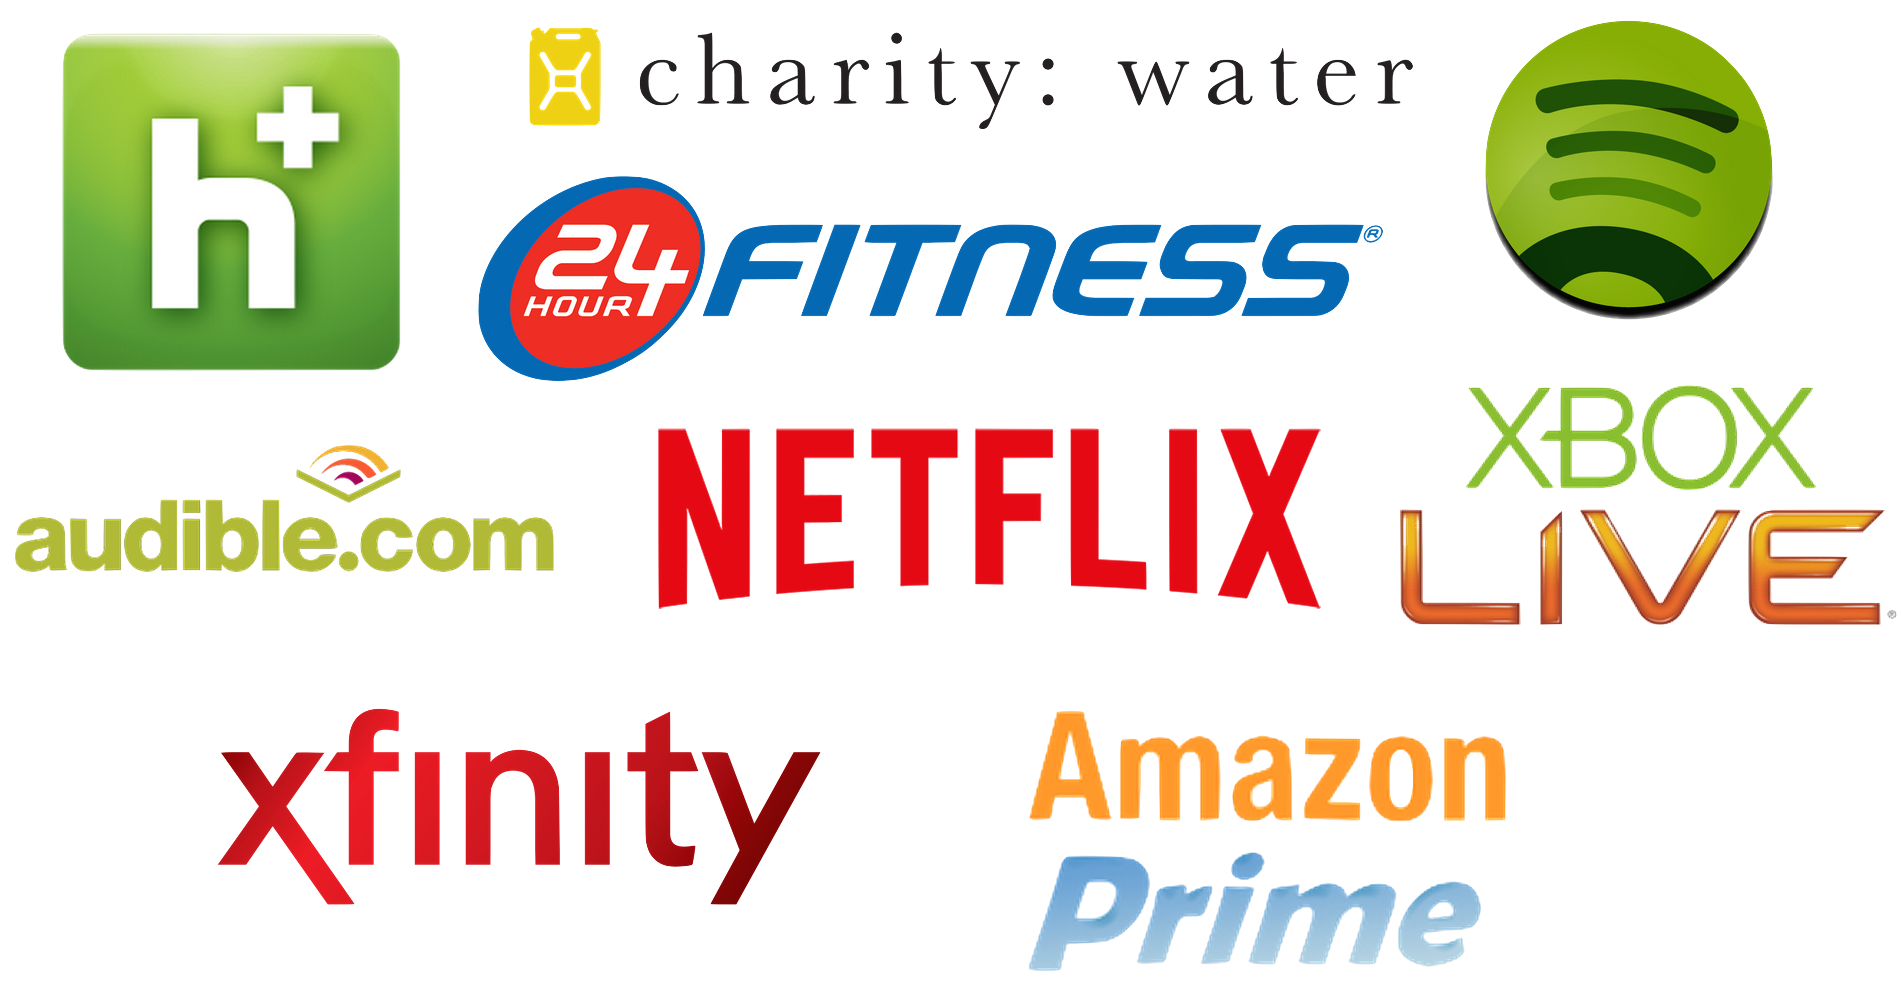 h+
charity: water
24
HOUR
FITNESS®
audible.com
NETFLIX
XBOX
LIVE®
xfinity
Amazon
Prime